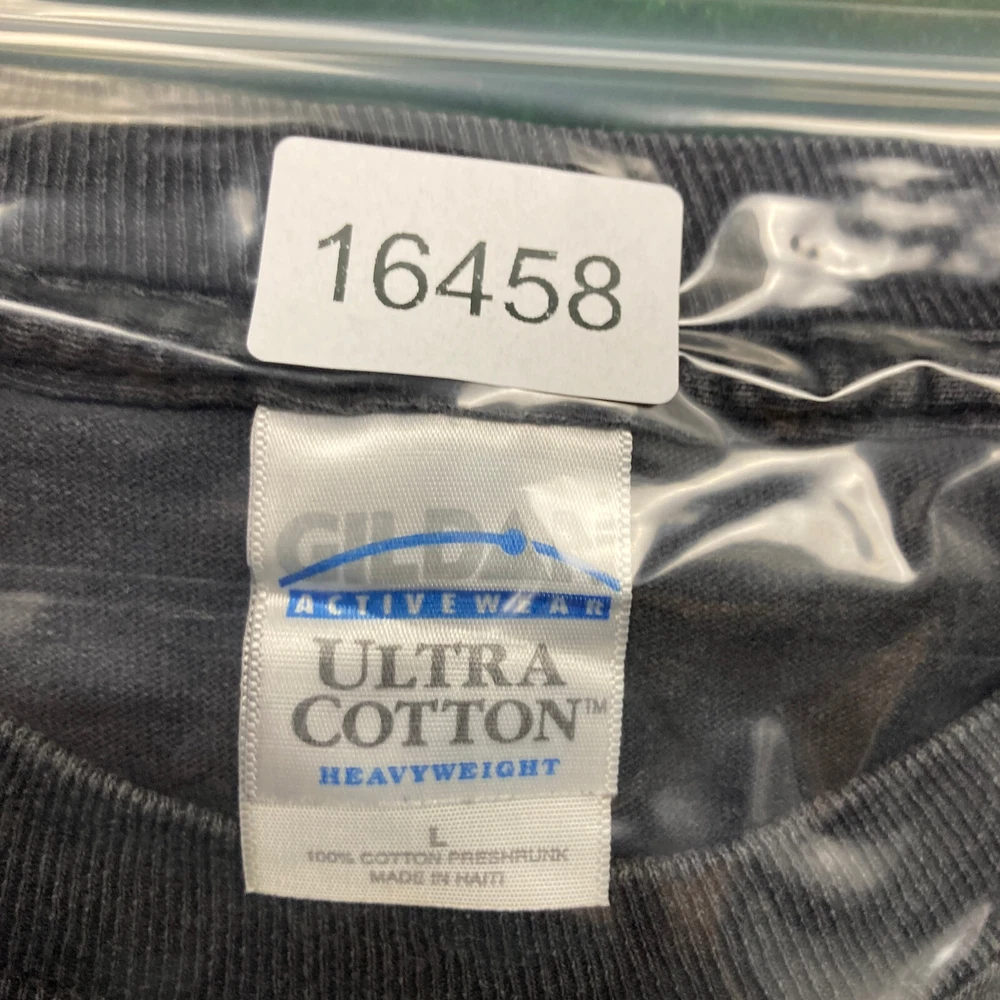 16458
GILDAN
ACTIVEWEAR
ULTRA
COTTON™
HEAVYWEIGHT
L
100% COTTON PRESHRUNK
MADE IN HAITI